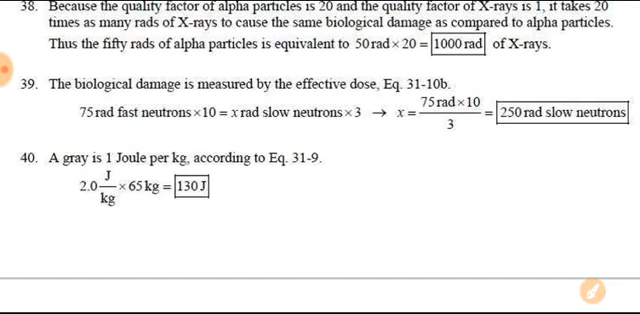 38. Because the quality factor of alpha particles is 20 and the quality factor of X-rays is 1, it takes 20
times as many rads of X-rays to cause the same biological damage as compared to alpha particles.
Thus the fifty rads of alpha particles is equivalent to 50 rad × 20 = 1000 rad of X-rays.
39. The biological damage is measured by the effective dose, Eq. 31-10b.
75 rad fast neutrons × 10 = x rad slow neutrons × 3 → x = 75 rad × 10 / 3 = 250 rad slow neutrons
40. A gray is 1 Joule per kg, according to Eq. 31-9.
2.0 J/kg × 65 kg = 130 J